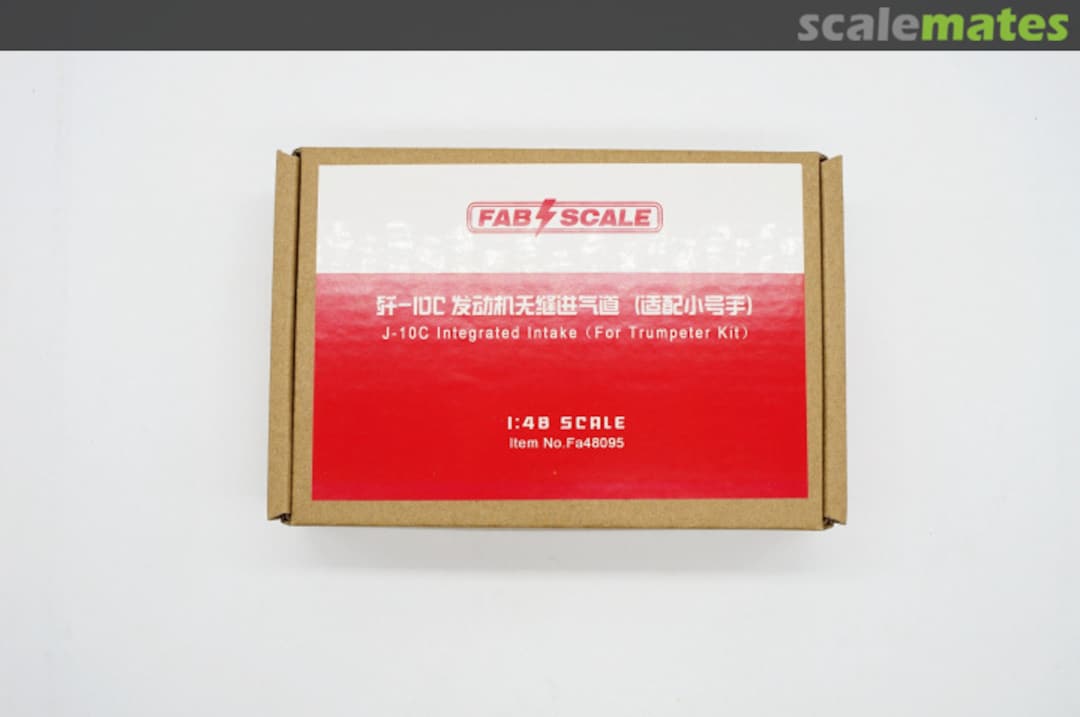 scalemates
FAB SCALE
歼-10C 发动机无缝进气道 (适配小号手)
J-10C Integrated Intake (For Trumpeter Kit)
1:48 SCALE
Item No.Fa48095